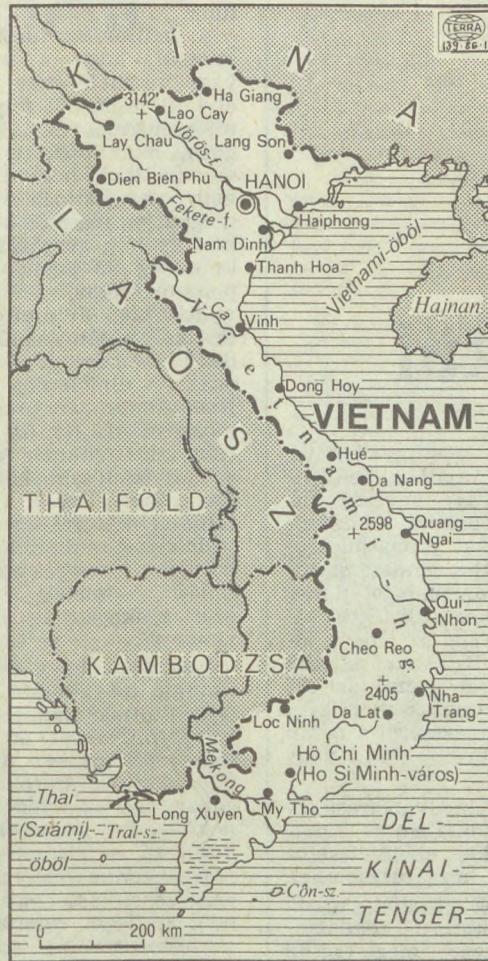 TERRA
139-86-1
KÍNA
3142
Ha Giang
Lao Cay
Vörös-f.
Lay Chau
Lang Son
Dien Bien Phu
HANOI
Fekete-f.
Haiphong
Nam Dinh
Vietnami-öböl
Thanh Hoa
LAOSZ
Hajnan
Ca
Vinh
Vietnami-hg.
Dong Hoy
VIETNAM
Hué
Da Nang
THAIFÖLD
2598
Quang
Ngai
Qui
Nhon
Cheo Reo
KAMBODZSA
2405
Nha
Trang
Da Lat
Loc Ninh
Mekong
Hô Chi Minh
(Ho Si Minh-város)
Thai
(Sziámi)-
öböl
Tral-sz.
Long Xuyen
My Tho
DÉL-
KÍNAI-
TENGER
Côn-sz.
0 200 km